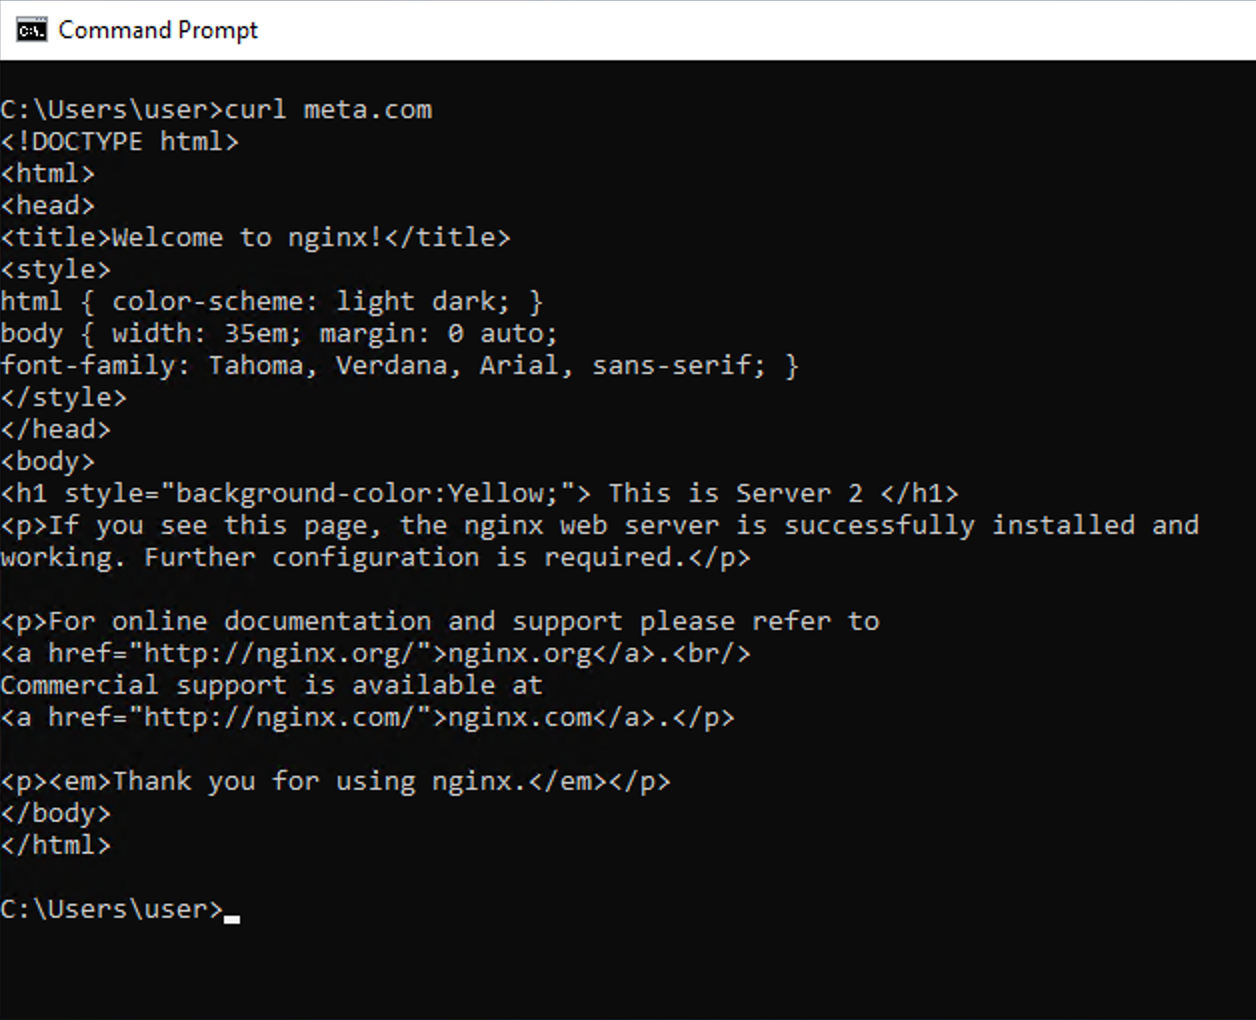 Command Prompt
C:\Users\user>curl meta.com
<!DOCTYPE html>
<html>
<head>
<title>Welcome to nginx!</title>
<style>
html { color-scheme: light dark; }
body { width: 35em; margin: 0 auto;
font-family: Tahoma, Verdana, Arial, sans-serif; }
</style>
</head>
<body>
<h1 style="background-color:Yellow;"> This is Server 2 </h1>
<p>If you see this page, the nginx web server is successfully installed and
working. Further configuration is required.</p>
<p>For online documentation and support please refer to
<a href="http://nginx.org/">nginx.org</a>.<br/>
Commercial support is available at
<a href="http://nginx.com/">nginx.com</a>.</p>
<p><em>Thank you for using nginx.</em></p>
</body>
</html>
C:\Users\user>